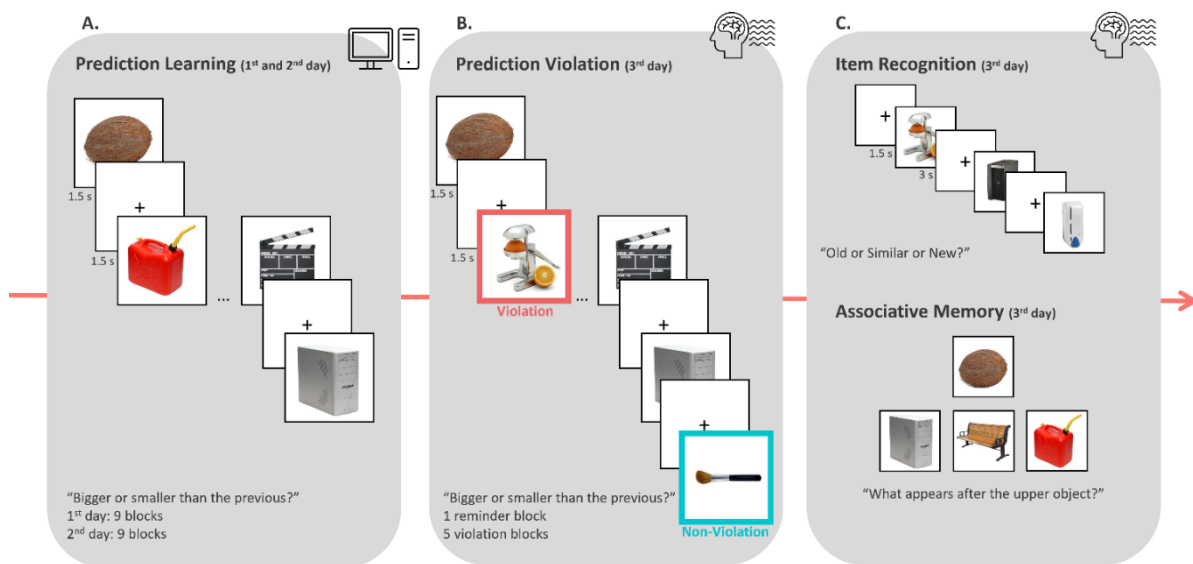 A.
Prediction Learning (1st and 2nd day)
1.5 s
+
1.5 s
...
+
"Bigger or smaller than the previous?"
1st day: 9 blocks
2nd day: 9 blocks
B.
Prediction Violation (3rd day)
1.5 s
+
1.5 s
Violation
...
+
+
"Bigger or smaller than the previous?"
1 reminder block
5 violation blocks
Non-Violation
C.
Item Recognition (3rd day)
+
1.5 s
+
3 s
+
"Old or Similar or New?"
Associative Memory (3rd day)
"What appears after the upper object?"